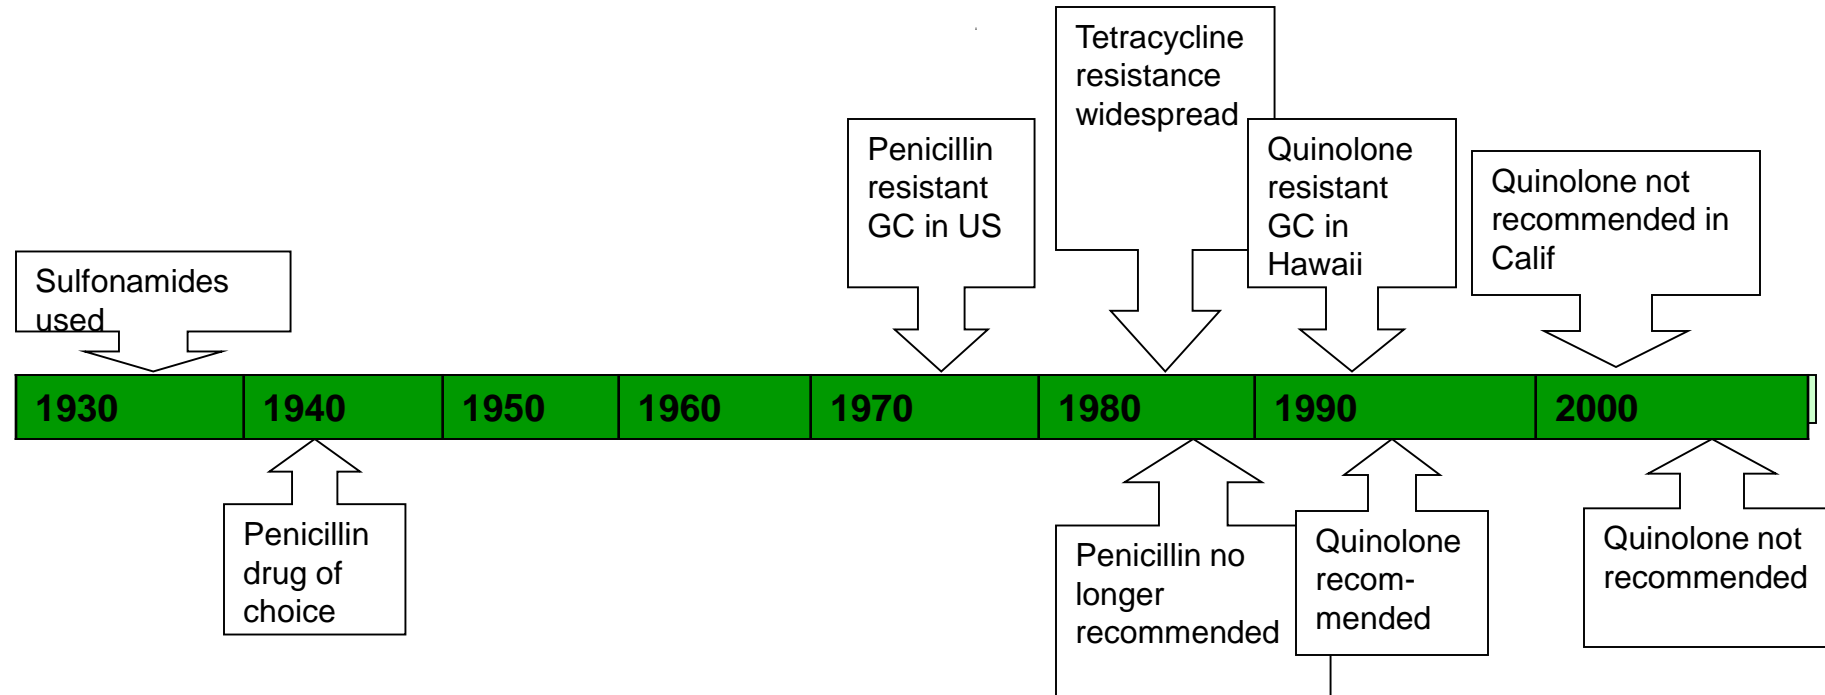 Tetracycline
resistance
widespread
Penicillin
resistant
GC in US
Quinolone
resistant
GC in
Hawaii
Quinolone not
recommended in
Calif
Sulfonamides
used
1930 1940 1950 1960 1970 1980 1990 2000
Penicillin
drug of
choice
Penicillin no
longer
recommended
Quinolone
recom-
mended
Quinolone not
recommended